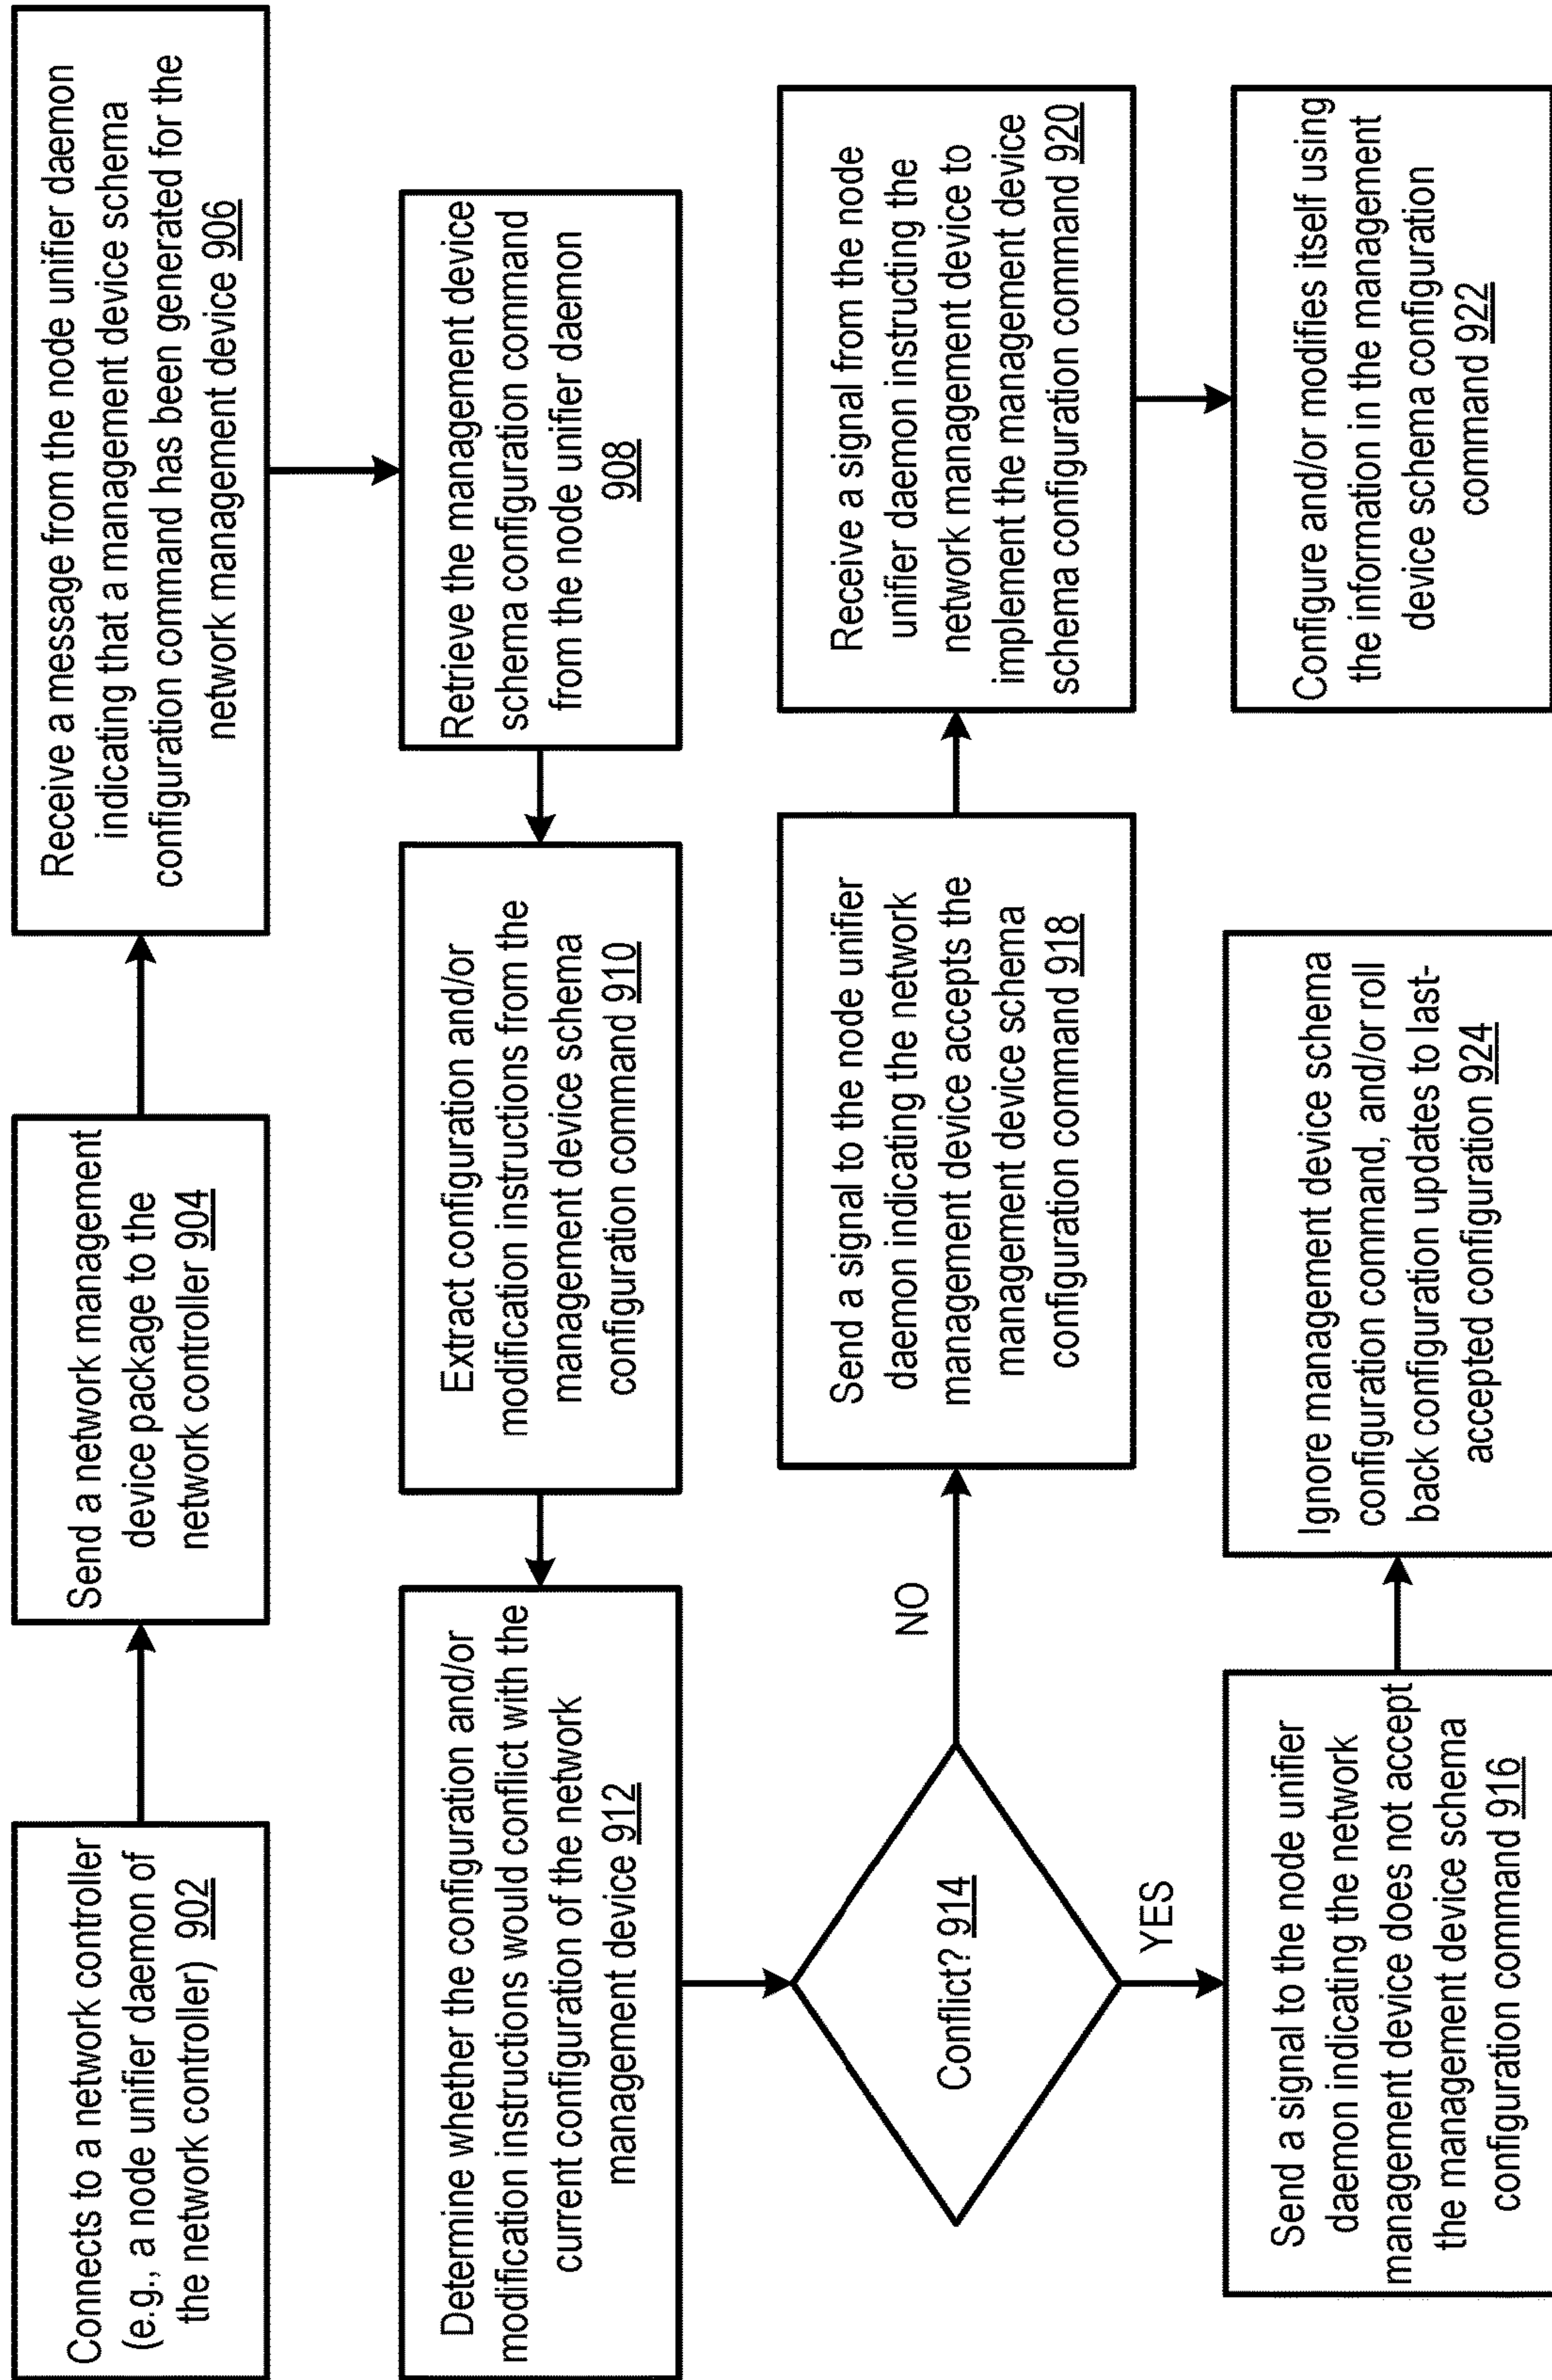 Connects to a network controller
(e.g., a node unifier daemon of
the network controller) 902
Send a network management
device package to the
network controller 904
Receive a message from the node unifier daemon
indicating that a management device schema
configuration command has been generated for the
network management device 906
Retrieve the management device
schema configuration command
from the node unifier daemon
908
Extract configuration and/or
modification instructions from the
management device schema
configuration command 910
Determine whether the configuration and/or
modification instructions would conflict with the
current configuration of the network
management device 912
Conflict? 914
NO
YES
Send a signal to the node unifier
daemon indicating the network
management device accepts the
management device schema
configuration command 918
Receive a signal from the node
unifier daemon instructing the
network management device to
implement the management device
schema configuration command 920
Configure and/or modifies itself using
the information in the management
device schema configuration
command 922
Send a signal to the node unifier
daemon indicating the network
management device does not accept
the management device schema
configuration command 916
Ignore management device schema
configuration command, and/or roll
back configuration updates to last-
accepted configuration 924